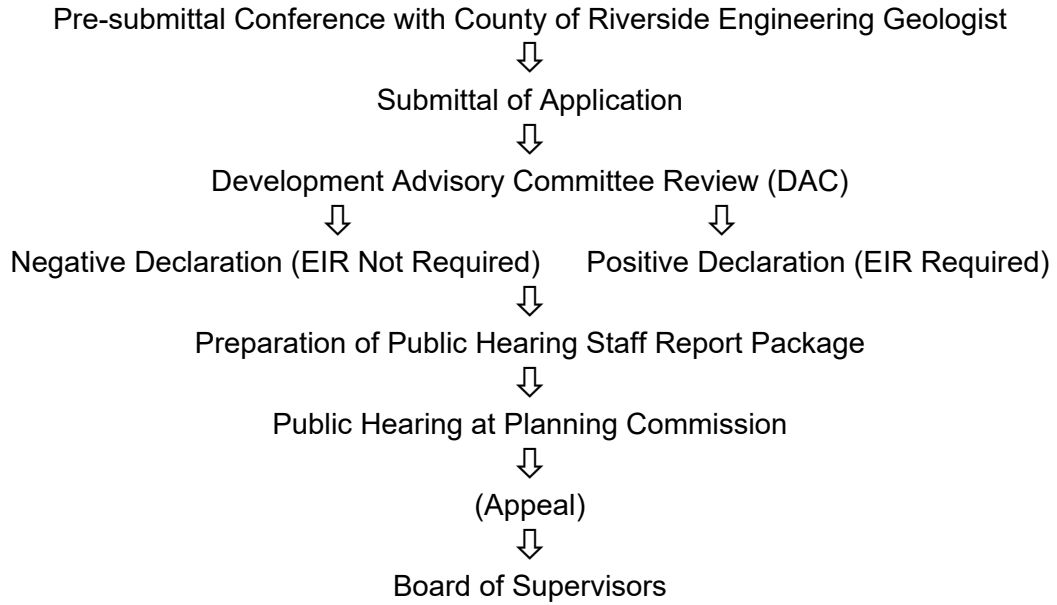 Pre-submittal Conference with County of Riverside Engineering Geologist
Submittal of Application
Development Advisory Committee Review (DAC)
Negative Declaration (EIR Not Required) Positive Declaration (EIR Required)
Preparation of Public Hearing Staff Report Package
Public Hearing at Planning Commission
(Appeal)
Board of Supervisors